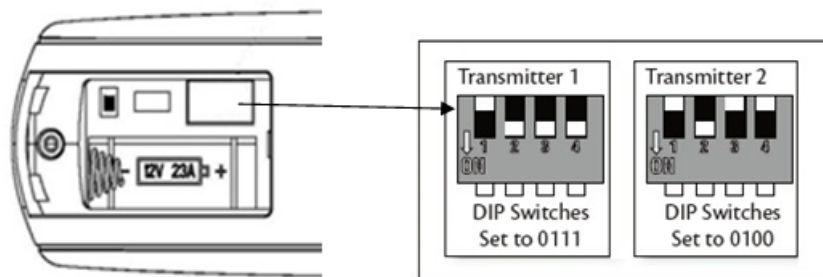 12V 23A
- +
Transmitter 1
1 2 3 4
ON
DIP Switches
Set to 0111
Transmitter 2
1 2 3 4
ON
DIP Switches
Set to 0100